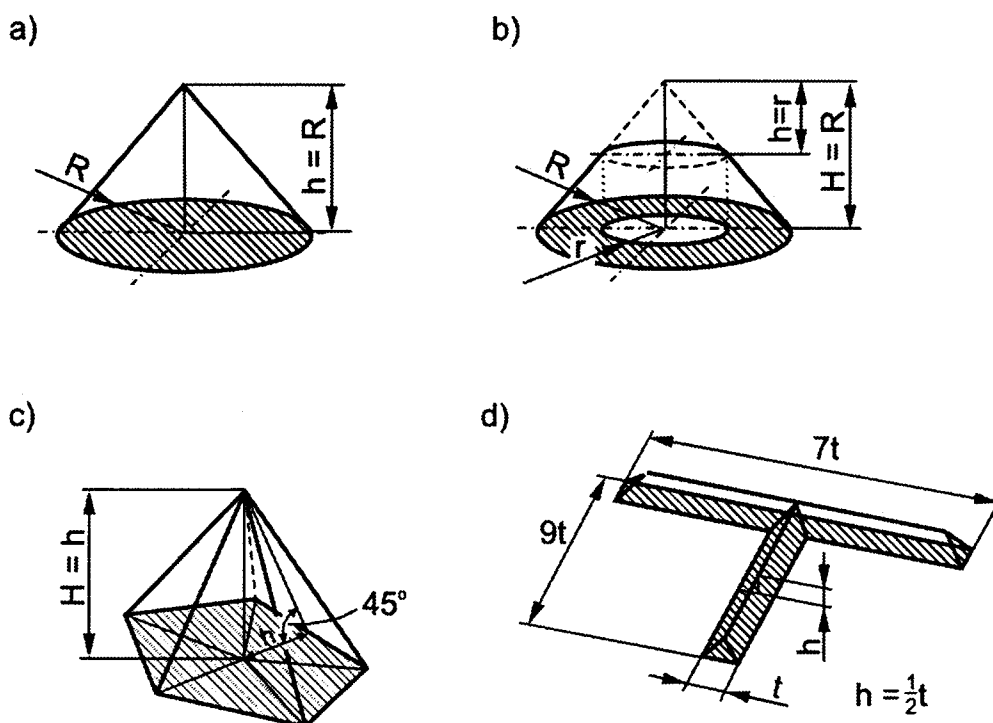 a)
R
h = R
b)
R
r
h=r
H = R
c)
H = h
h
45°
d)
7t
9t
h
t
h = ½t